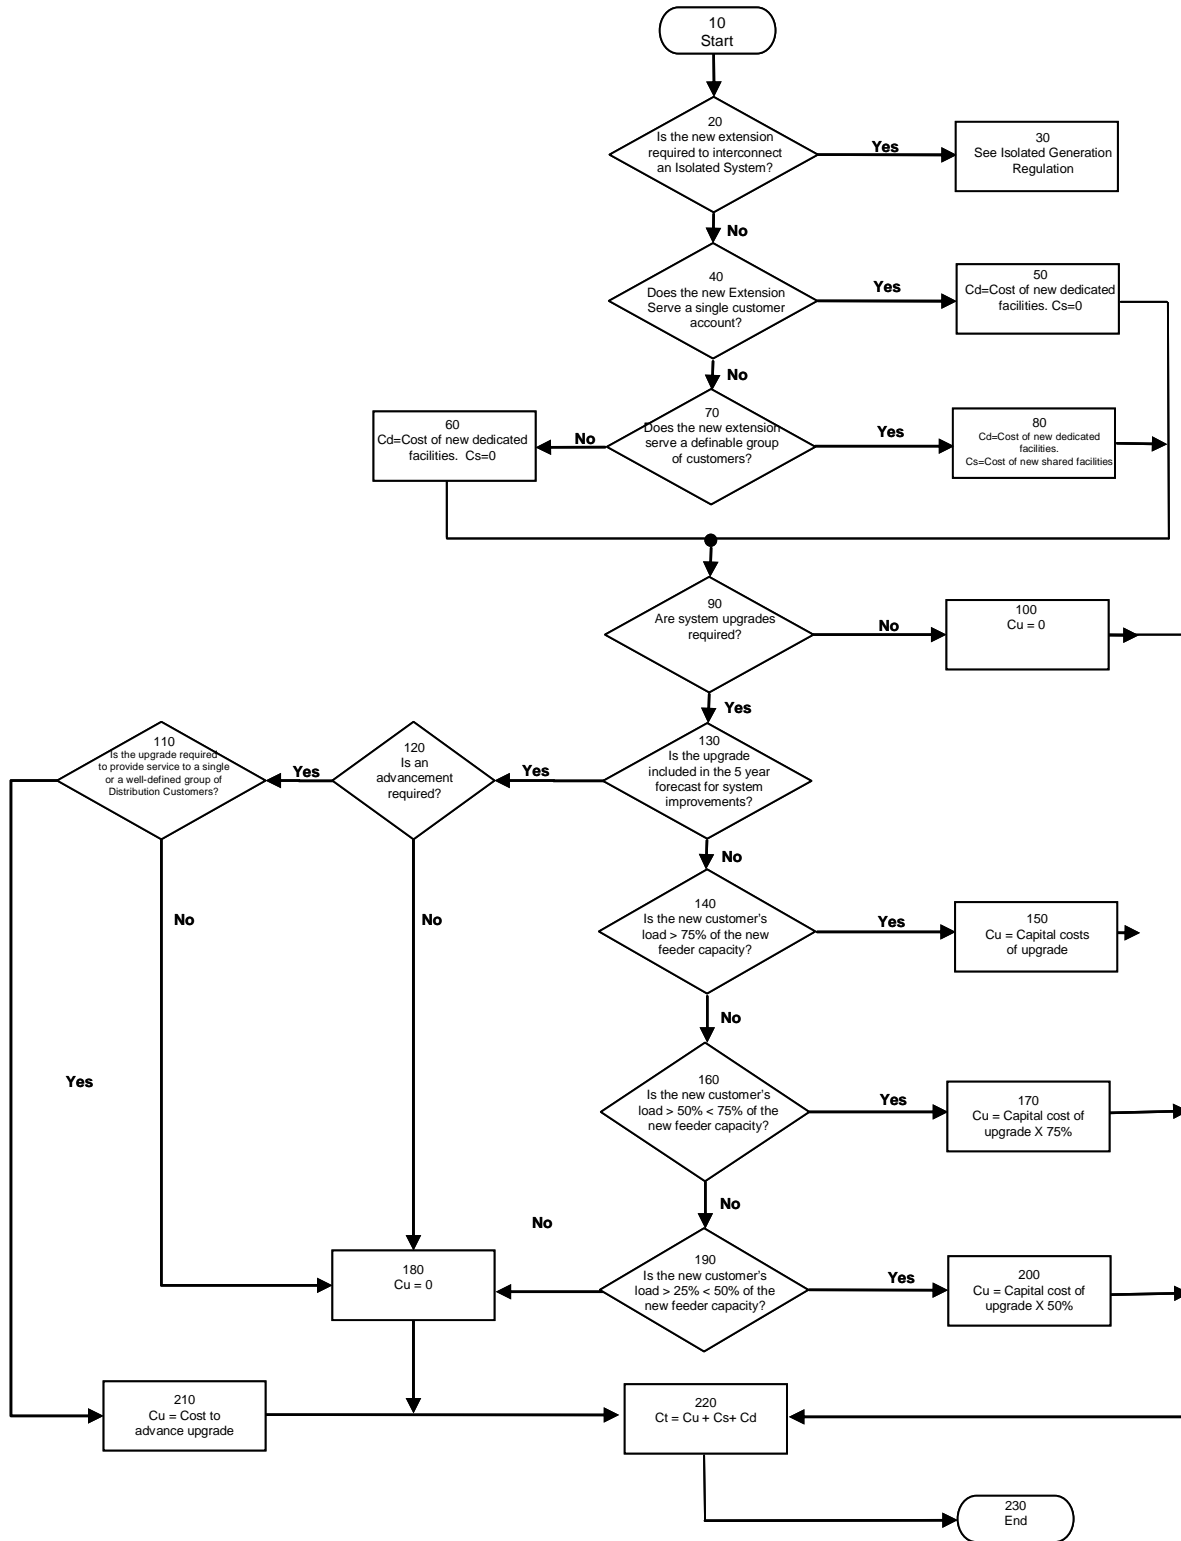 10
Start
20
Is the new extension
required to interconnect
an Isolated System?
Yes
30
See Isolated Generation
Regulation
No
40
Does the new Extension
Serve a single customer
account?
Yes
50
Cd=Cost of new dedicated
facilities. Cs=0
No
60
Cd=Cost of new dedicated
facilities.  Cs=0
No
70
Does the new extension
serve a definable group
of customers?
Yes
80
Cd=Cost of new dedicated
facilities.
Cs=Cost of new shared facilities
90
Are system upgrades
required?
No
100
Cu = 0
Yes
110
Is the upgrade required
to provide service to a single
or a well-defined group of
Distribution Customers?
Yes
120
Is an
advancement
required?
Yes
130
Is the upgrade
included in the 5 year
forecast for system
improvements?
No
No
No
140
Is the new customer's
load > 75% of the new
feeder capacity?
Yes
150
Cu = Capital costs
of upgrade
No
Yes
160
Is the new customer's
load > 50% < 75% of the
new feeder capacity?
Yes
170
Cu = Capital cost of
upgrade X 75%
No
No
180
Cu = 0
190
Is the new customer's
load > 25% < 50% of the
new feeder capacity?
Yes
200
Cu = Capital cost of
upgrade X 50%
210
Cu = Cost to
advance upgrade
220
Ct = Cu + Cs+ Cd
230
End